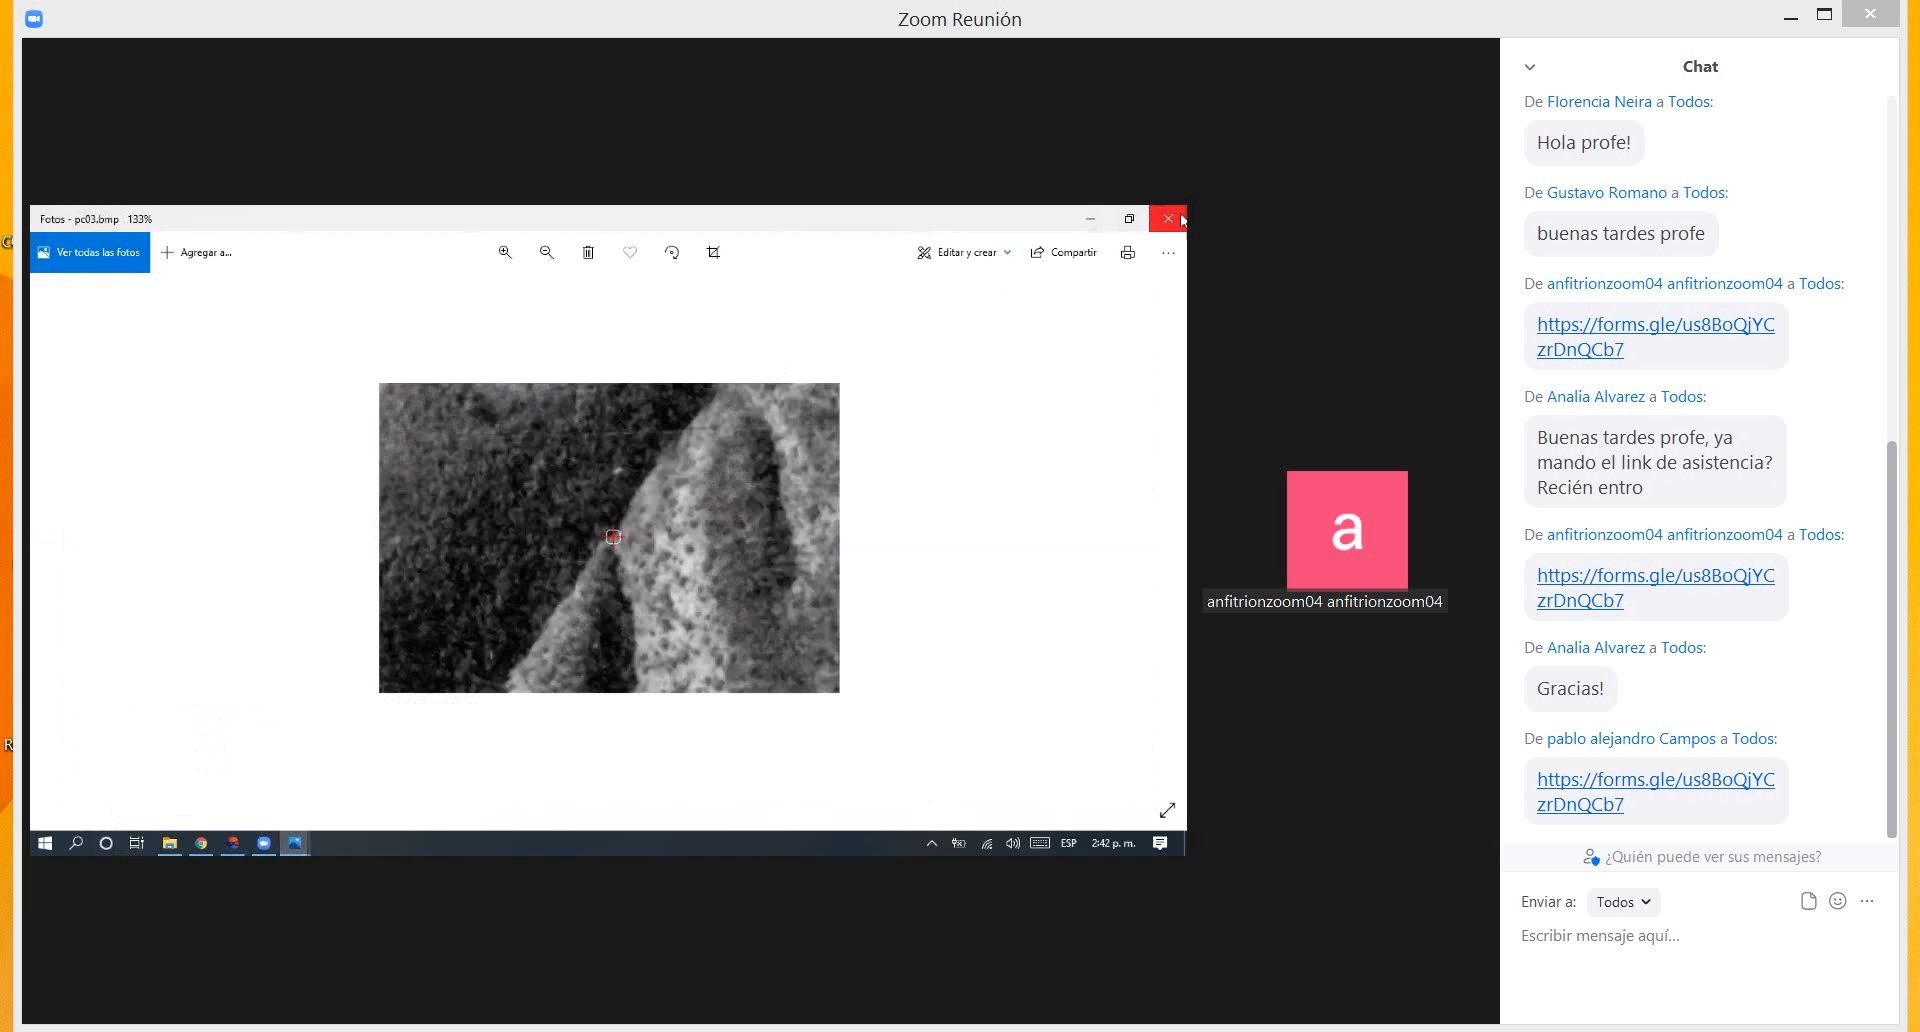 Zoom Reunión
Fotos - pc03.bmp 133%
Ver todas las fotos
Agregar a...
Editar y crear
Compartir
a
anfitrionzoom04 anfitrionzoom04
ESP
2:42 p. m.
Chat
De Florencia Neira a Todos:
Hola profe!
De Gustavo Romano a Todos:
buenas tardes profe
De anfitrionzoom04 anfitrionzoom04 a Todos:
https://forms.gle/us8BoQjYC
zrDnQCb7
De Analia Alvarez a Todos:
Buenas tardes profe, ya
mando el link de asistencia?
Recién entro
De anfitrionzoom04 anfitrionzoom04 a Todos:
https://forms.gle/us8BoQjYC
zrDnQCb7
De Analia Alvarez a Todos:
Gracias!
De pablo alejandro Campos a Todos:
https://forms.gle/us8BoQjYC
zrDnQCb7
¿Quién puede ver sus mensajes?
Enviar a: Todos
Escribir mensaje aquí...